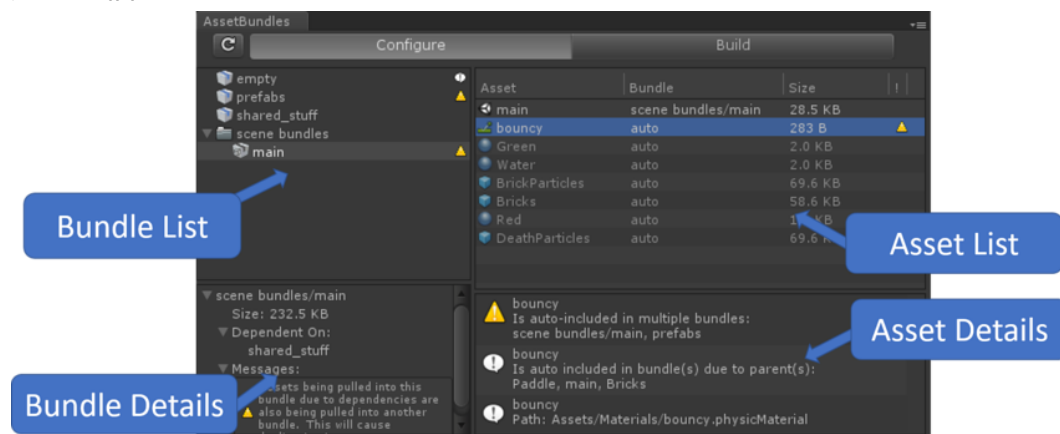 AssetBundles
Configure
Build
empty
prefabs
shared_stuff
scene bundles
main
Bundle List
Asset Bundle Size !
main scene bundles/main 28.5 KB
bouncy auto 283 B
Green auto 2.0 KB
Water auto 2.0 KB
BrickParticles auto 69.6 KB
Bricks auto 58.6 KB
Red auto KB
DeathParticles auto 69.6
Asset List
scene bundles/main
Size: 232.5 KB
Dependent On:
shared_stuff
Messages:
being pulled into this
bundle due to dependencies are
also being pulled into another
bundle. This will cause
Bundle Details
bouncy
Is auto-included in multiple bundles:
scene bundles/main, prefabs
bouncy
Is auto included in bundle(s) due to parent(s):
Paddle, main, Bricks
bouncy
Path: Assets/Materials/bouncy.physicMaterial
Asset Details